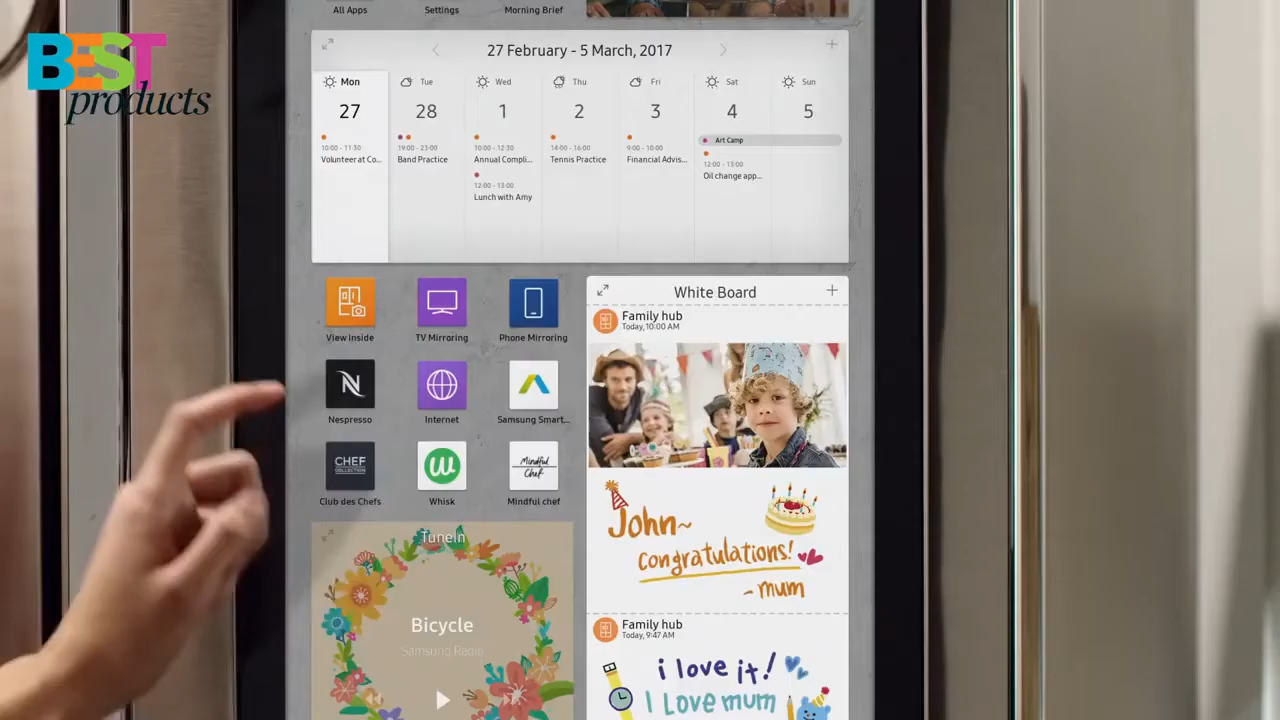 BEST
products
All Apps
Settings
Morning Brief
27 February - 5 March, 2017
Mon
Tue
Wed
Thu
Fri
Sat
Sun
27
28
1
2
3
4
5
10:00 - 11:30
Volunteer at Co...
19:00 - 23:00
Band Practice
10:00 - 12:30
Annual Compli...
12:00 - 13:00
Lunch with Amy
14:00 - 16:00
Tennis Practice
9:00 - 10:00
Financial Advis...
Art Camp
12:00 - 13:00
Oil change app...
View Inside
TV Mirroring
Phone Mirroring
Nespresso
Internet
Samsung Smart...
CHEF
COLLECTION
Club des Chefs
Whisk
Mindful
Chef
Mindful chef
TuneIn
Bicycle
Samsung Radio
White Board
Family hub
Today, 10:00 AM
John~
congratulations!
- mum
Family hub
Today, 9:47 AM
i love it!
I Love mum